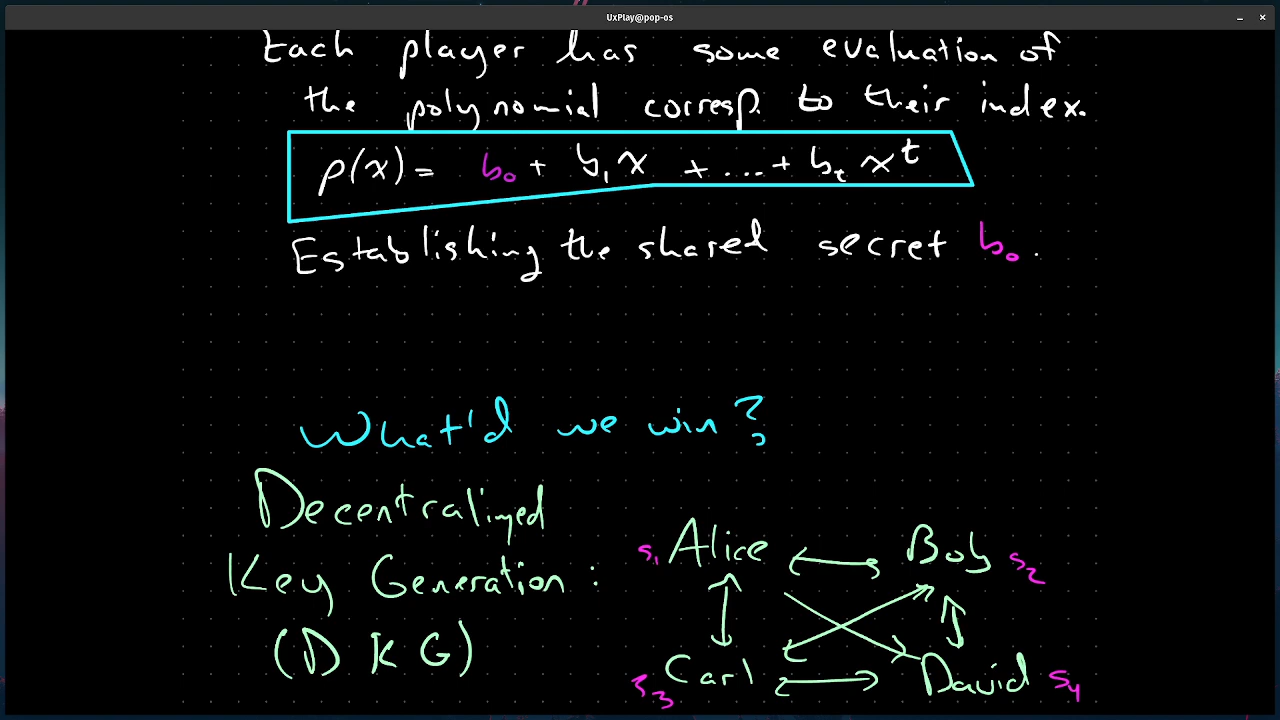 UxPlay@pop-os
Each player has some evaluation of
the polynomial corresp. to their index.
p(x) = b₀ + b₁x + ... + bₜxᵗ
Establishing the shared secret b₀.
What'd we win?
Decentralized
Key Generation:
(DKG)
s₁ Alice Bob s₂
s₃ Carl David s₄